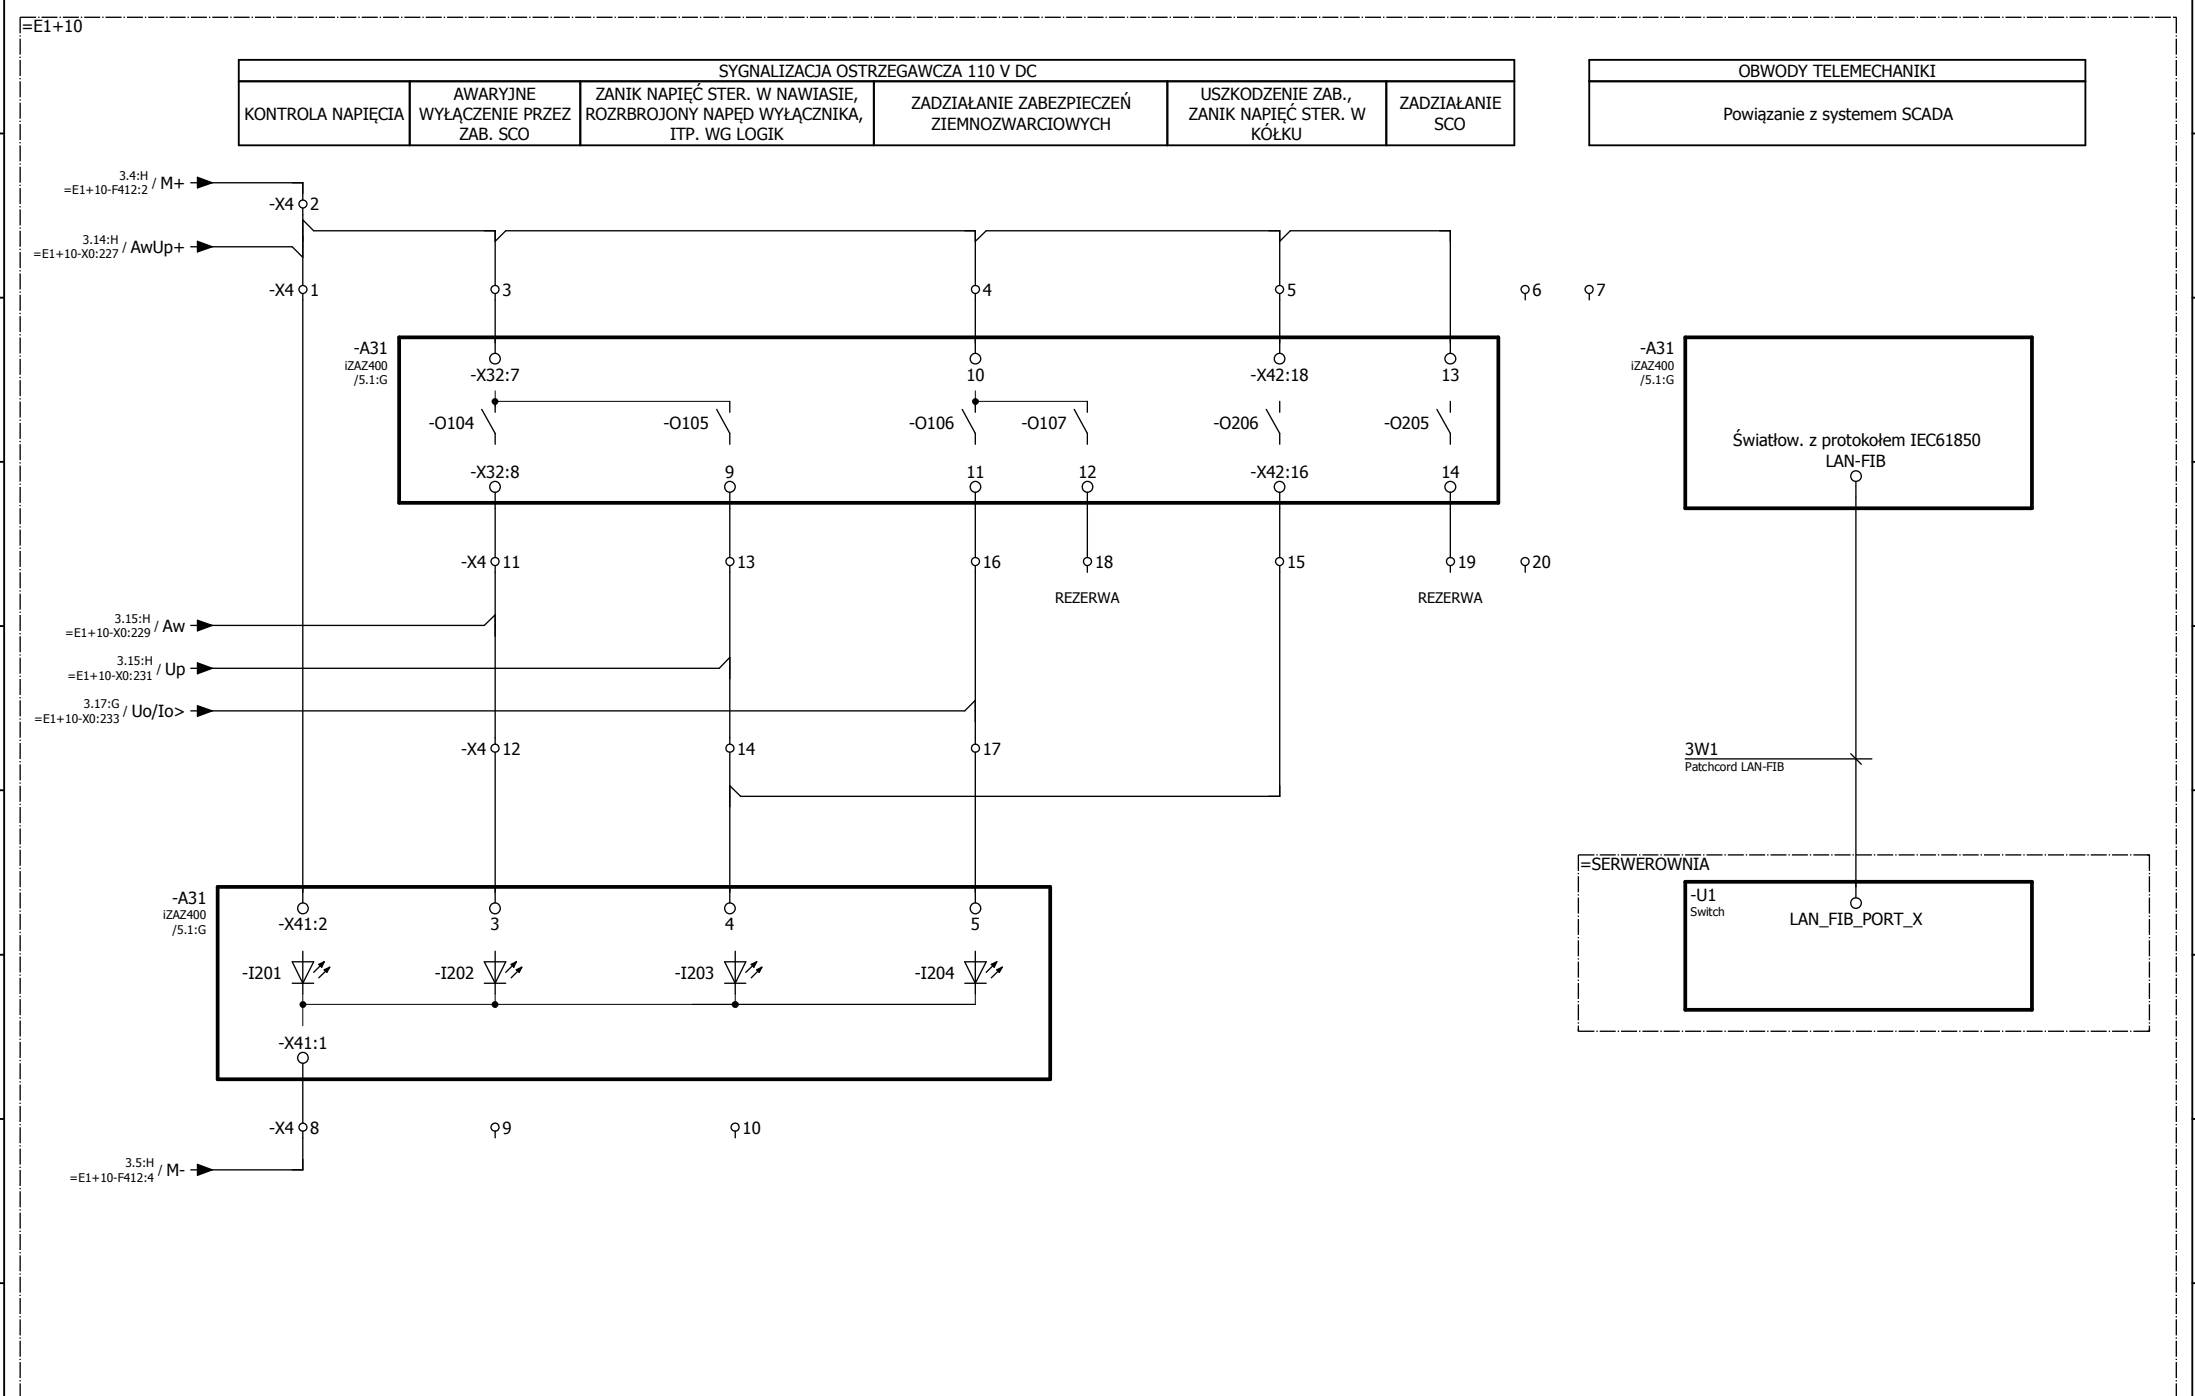 =E1+10
SYGNALIZACJA OSTRZEGAWCZA 110 V DC
KONTROLA NAPIĘCIA
AWARYJNE
WYŁĄCZENIE PRZEZ
ZAB. SCO
ZANIK NAPIĘĆ STER. W NAWIASIE,
ROZRBROJONY NAPĘD WYŁĄCZNIKA,
ITP. WG LOGIK
ZADZIAŁANIE ZABEZPIECZEŃ
ZIEMNOZWARCIOWYCH
USZKODZENIE ZAB.,
ZANIK NAPIĘĆ STER. W
KÓŁKU
ZADZIAŁANIE
SCO
OBWODY TELEMECHANIKI
Powiązanie z systemem SCADA
3.4:H
=E1+10-F412:2 / M+
-X4 2
3.14:H
=E1+10-X0:227 / AwUp+
-X4 1
3
4
5
6
7
-A31
iZAZ400
/5.1:G
-X32:7
10
-X42:18
13
-O104
-O105
-O106
-O107
-O206
-O205
-X32:8
9
11
12
-X42:16
14
-A31
iZAZ400
/5.1:G
Światłow. z protokołem IEC61850
LAN-FIB
-X4 11
13
16
18
15
19
20
REZERWA
REZERWA
3.15:H
=E1+10-X0:229 / Aw
3.15:H
=E1+10-X0:231 / Up
3.17:G
=E1+10-X0:233 / Uo/Io>
-X4 12
14
17
3W1
Patchcord LAN-FIB
=SERWEROWNIA
-U1
Switch
LAN_FIB_PORT_X
-A31
iZAZ400
/5.1:G
-X41:2
3
4
5
-I201
-I202
-I203
-I204
-X41:1
-X4 8
9
10
3.5:H
=E1+10-F412:4 / M-